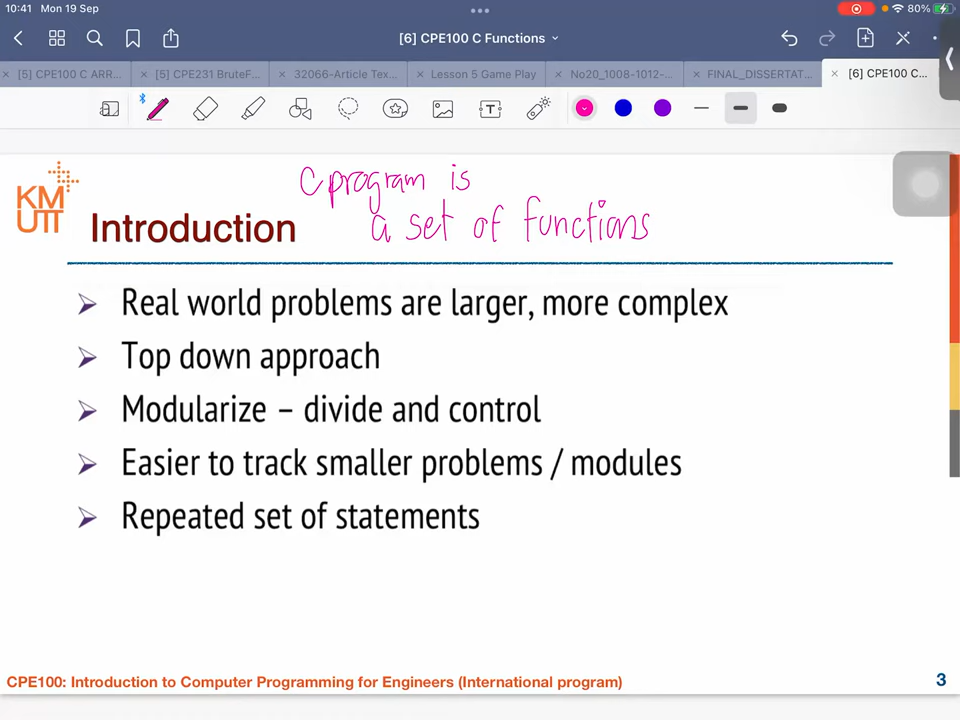 10:41 Mon 19 Sep
80%
[6] CPE100 C Functions
[5] CPE100 C ARR...
[5] CPE231 BruteF...
32066-Article Tex...
Lesson 5 Game Play
No20_1008-1012-...
FINAL_DISSERTAT...
[6] CPE100 C...
C program is
KM
UTT
Introduction
a set of functions
Real world problems are larger, more complex
Top down approach
Modularize – divide and control
Easier to track smaller problems / modules
Repeated set of statements
CPE100: Introduction to Computer Programming for Engineers (International program)
3